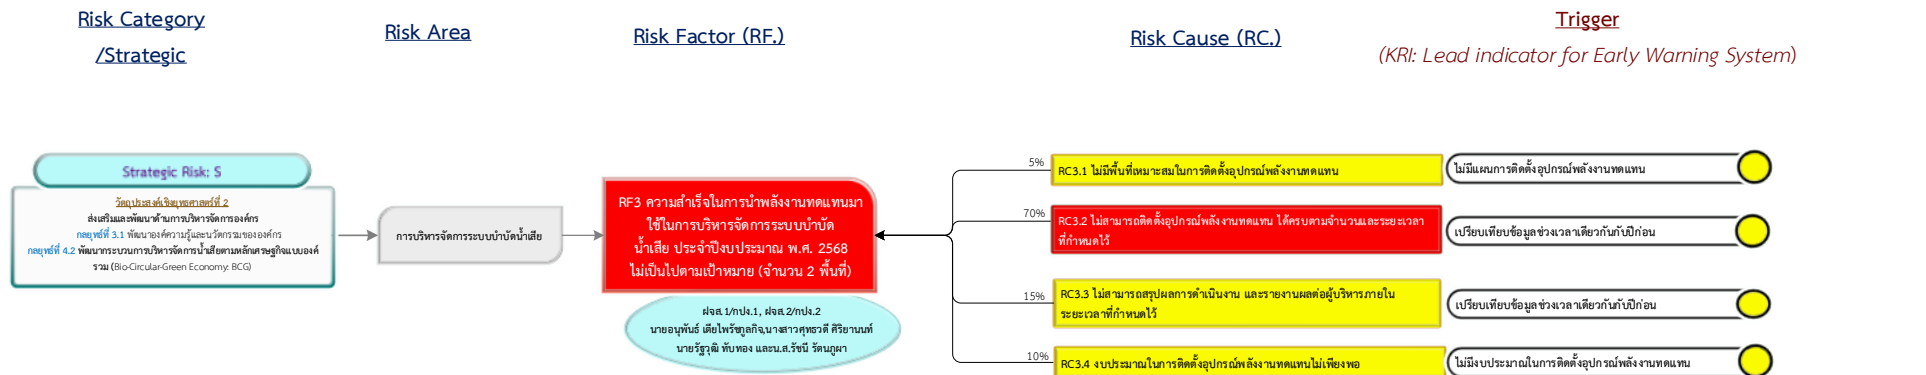 Risk Category
/Strategic
Risk Area
Risk Factor (RF.)
Risk Cause (RC.)
Trigger
(KRI: Lead indicator for Early Warning System)
Strategic Risk: S
วัตถุประสงค์เชิงยุทธศาสตร์ที่ 2
ส่งเสริมและพัฒนาด้านการบริหารจัดการองค์กร
กลยุทธ์ที่ 3.1 พัฒนาองค์ความรู้และนวัตกรรมขององค์กร
กลยุทธ์ที่ 4.2 พัฒนากระบวนการบริหารจัดการน้ำเสียตามหลักเศรษฐกิจแบบองค์
รวม (Bio-Circular-Green Economy: BCG)
การบริหารจัดการระบบบำบัดน้ำเสีย
RF3 ความสำเร็จในการนำพลังงานทดแทนมา
ใช้ในการบริหารจัดการระบบบำบัด
น้ำเสีย ประจำปีงบประมาณ พ.ศ. 2568
ไม่เป็นไปตามเป้าหมาย (จำนวน 2 พื้นที่)
ฝจส.1/กปง.1, ฝจส.2/กปง.2
นายอนุพันธ์ เตียไพรัชกูลกิจ,นางสาวศุทธวดี ศิริยานนท์
นายรัฐวุฒิ ทับทอง และน.ส.รัชนี รัตนภูผา
5%
RC3.1 ไม่มีพื้นที่เหมาะสมในการติดตั้งอุปกรณ์พลังงานทดแทน
ไม่มีแผนการติดตั้งอุปกรณ์พลังงานทดแทน
70%
RC3.2 ไม่สามารถติดตั้งอุปกรณ์พลังงานทดแทน ได้ครบตามจำนวนและระยะเวลา
ที่กำหนดไว้
เปรียบเทียบข้อมูลช่วงเวลาเดียวกันกับปีก่อน
15%
RC3.3 ไม่สามารถสรุปผลการดำเนินงาน และรายงานผลต่อผู้บริหารภายใน
ระยะเวลาที่กำหนดไว้
เปรียบเทียบข้อมูลช่วงเวลาเดียวกันกับปีก่อน
10%
RC3.4 งบประมาณในการติดตั้งอุปกรณ์พลังงานทดแทนไม่เพียงพอ
ไม่มีงบประมาณในการติดตั้งอุปกรณ์พลังงานทดแทน